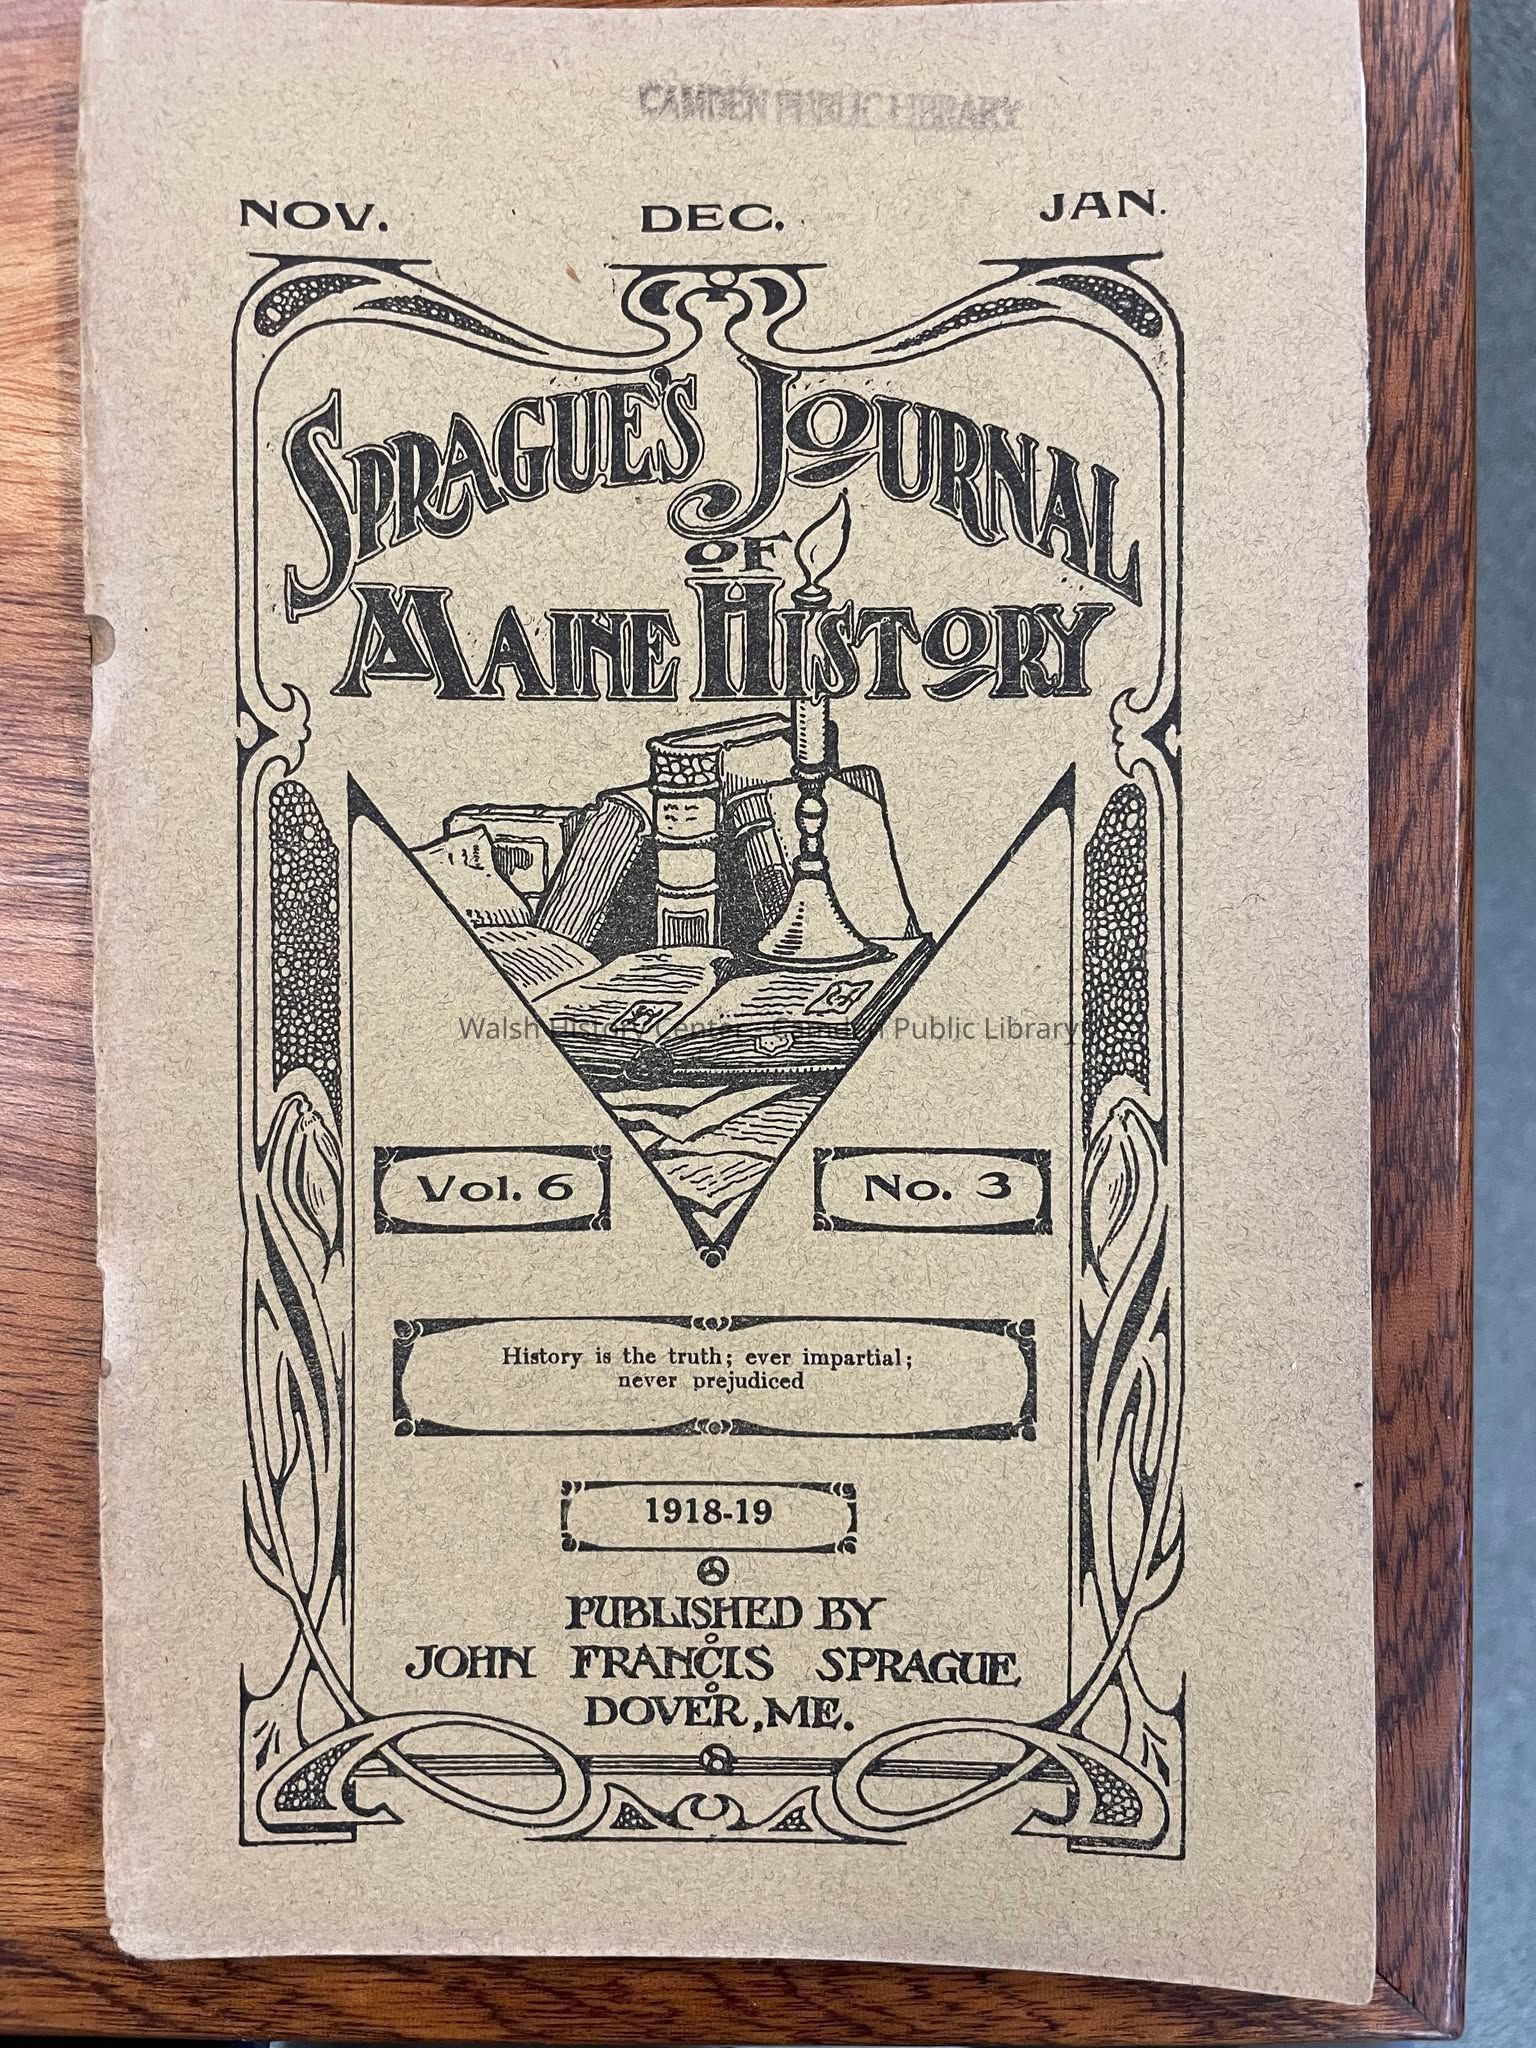 CAMDEN PUBLIC LIBRARY
NOV. DEC. JAN.
SPRAGUE'S JOURNAL
OF
MAINE HISTORY
Walsh History Center - Camden Public Library
Vol. 6 No. 3
History is the truth; ever impartial;
never prejudiced
1918-19
PUBLISHED BY
JOHN FRANCIS SPRAGUE
DOVER, ME.